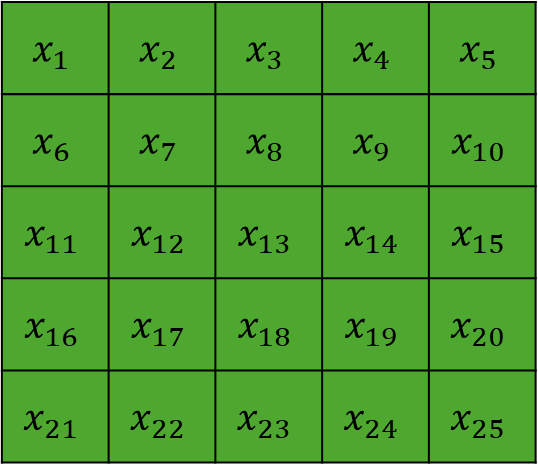 x₁ x₂ x₃ x₄ x₅
x₆ x₇ x₈ x₉ x₁₀
x₁₁ x₁₂ x₁₃ x₁₄ x₁₅
x₁₆ x₁₇ x₁₈ x₁₉ x₂₀
x₂₁ x₂₂ x₂₃ x₂₄ x₂₅